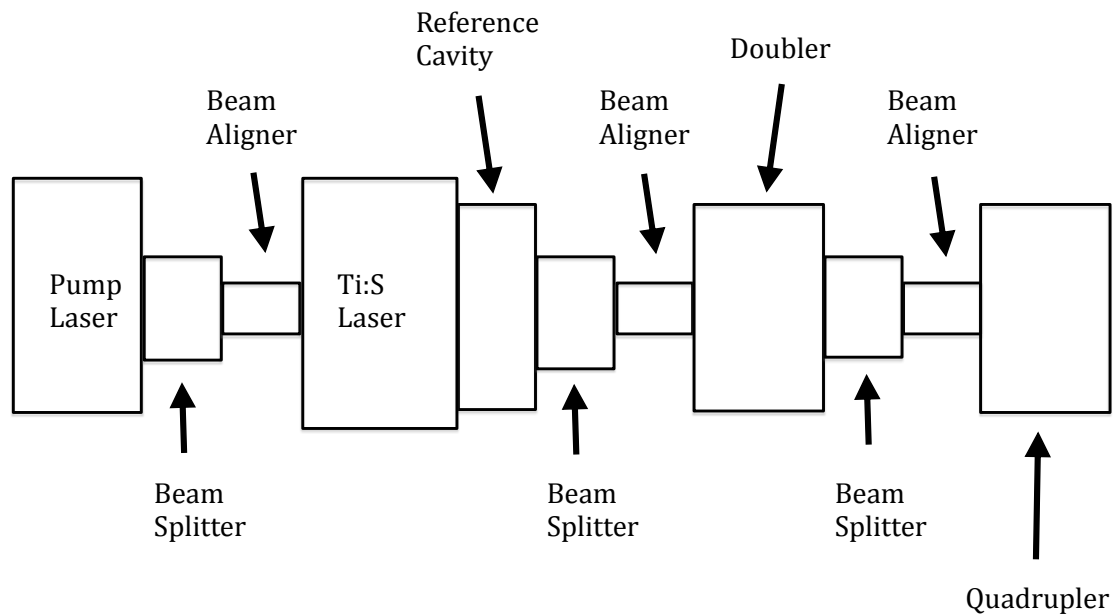 Reference
Cavity
Doubler
Beam
Aligner
Beam
Aligner
Beam
Aligner
Pump
Laser
Ti:S
Laser
Beam
Splitter
Beam
Splitter
Beam
Splitter
Quadrupler